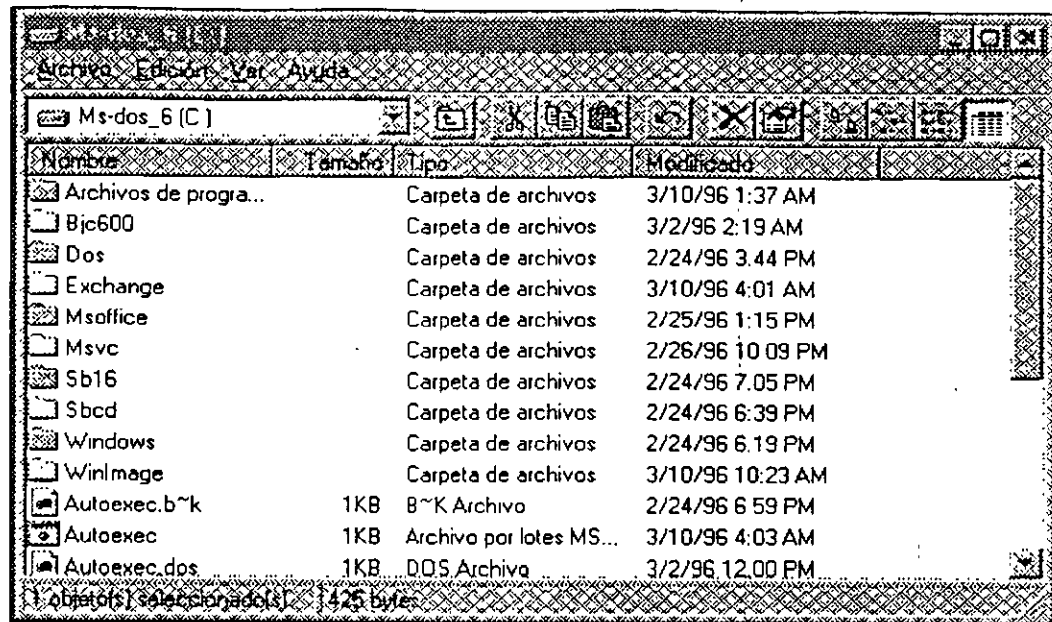 Ms-dos_6 (C:)
Archivo Edición Ver Ayuda
Ms-dos_6 (C )
Nombre Tamaño Tipo Modificado
Archivos de progra... Carpeta de archivos 3/10/96 1:37 AM
Bjc600 Carpeta de archivos 3/2/96 2:19 AM
Dos Carpeta de archivos 2/24/96 3.44 PM
Exchange Carpeta de archivos 3/10/96 4:01 AM
Msoffice Carpeta de archivos 2/25/96 1:15 PM
Msvc Carpeta de archivos 2/26/96 10 09 PM
Sb16 Carpeta de archivos 2/24/96 7.05 PM
Sbcd Carpeta de archivos 2/24/96 6:39 PM
Windows Carpeta de archivos 2/24/96 6.19 PM
WinImage Carpeta de archivos 3/10/96 10:23 AM
Autoexec.b~k 1KB B~K Archivo 2/24/96 6 59 PM
Autoexec 1KB Archivo por lotes MS... 3/10/96 4:03 AM
Autoexec.dos 1KB DOS Archivo 3/2/96 12.00 PM
1 objeto(s) seleccionado(s) 425 bytes